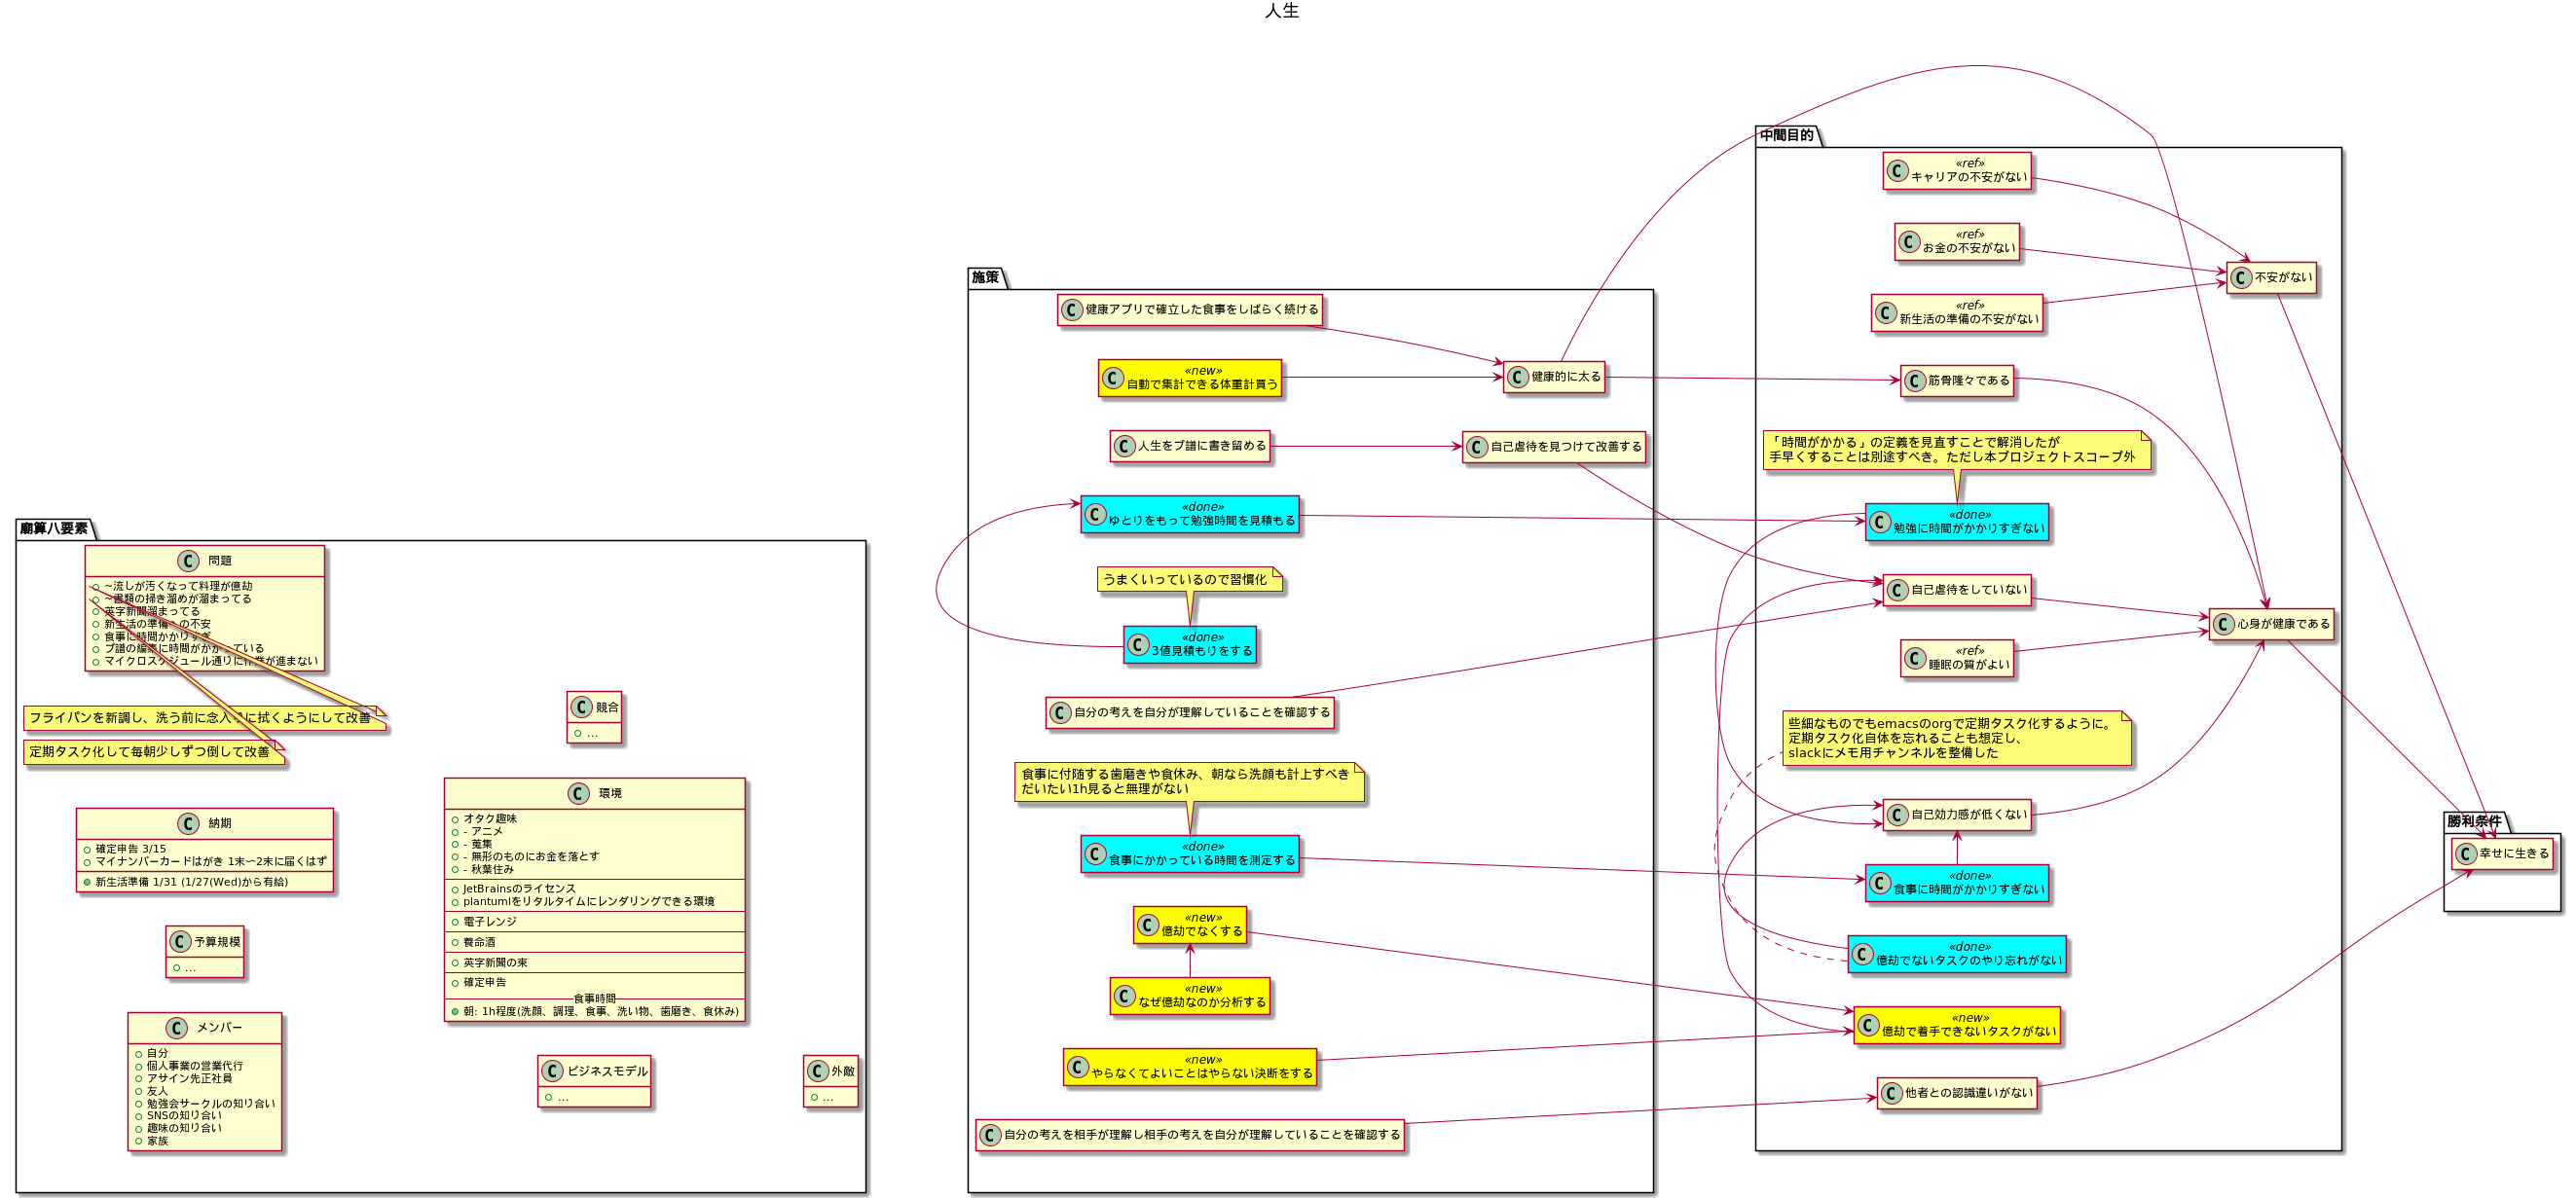 人生
廟算八要素
C 問題
~流しが汚くなって料理が億劫
~書類の掃き溜めが溜まってる
英字新聞溜まってる
新生活の準備への不安
食事に時間かかりすぎ
プ譜の編集に時間がかかっている
マイクロスケジュール通りに作業が進まない
フライパンを新調し、洗う前に念入りに拭くようにして改善
定期タスク化して毎朝少しずつ倒して改善
C 納期
確定申告 3/15
マイナンバーカードはがき 1末〜2末に届くはず
新生活準備 1/31 (1/27(Wed)から有給)
C 予算規模
...
C メンバー
自分
個人事業の営業代行
アサイン先正社員
友人
勉強会サークルの知り合い
SNSの知り合い
趣味の知り合い
家族
C 競合
...
C 環境
オタク趣味
- アニメ
- 蒐集
- 無形のものにお金を落とす
- 秋葉住み
JetBrainsのライセンス
plantumlをリタルタイムにレンダリングできる環境
電子レンジ
養命酒
英字新聞の束
確定申告
食事時間
朝: 1h程度(洗顔、調理、食事、洗い物、歯磨き、食休み)
C ビジネスモデル
...
C 外敵
...
施策
C 健康アプリで確立した食事をしばらく続ける
«new»
C 自動で集計できる体重計買う
C 健康的に太る
C 人生をプ譜に書き留める
C 自己虐待を見つけて改善する
«done»
C ゆとりをもって勉強時間を見積もる
うまくいっているので習慣化
«done»
C 3値見積もりをする
C 自分の考えを自分が理解していることを確認する
食事に付随する歯磨きや食休み、朝なら洗顔も計上すべき
だいたい1h見ると無理がない
«done»
C 食事にかかっている時間を測定する
«new»
C 億劫でなくする
«new»
C なぜ億劫なのか分析する
«new»
C やらなくてよいことはやらない決断をする
C 自分の考えを相手が理解し相手の考えを自分が理解していることを確認する
中間目的
«ref»
C キャリアの不安がない
«ref»
C お金の不安がない
«ref»
C 新生活の準備の不安がない
C 不安がない
C 筋骨隆々である
「時間がかかる」の定義を見直すことで解消したが
手早くすることは別途すべき。ただし本プロジェクトスコープ外
«done»
C 勉強に時間がかかりすぎない
C 自己虐待をしていない
C 心身が健康である
«ref»
C 睡眠の質がよい
些細なものでもemacsのorgで定期タスク化するように。
定期タスク化自体を忘れることも想定し、
slackにメモ用チャンネルを整備した
C 自己効力感が低くない
«done»
C 食事に時間がかかりすぎない
«done»
C 億劫でないタスクのやり忘れがない
«new»
C 億劫で着手できないタスクがない
C 他者との認識違いがない
勝利条件
C 幸せに生きる